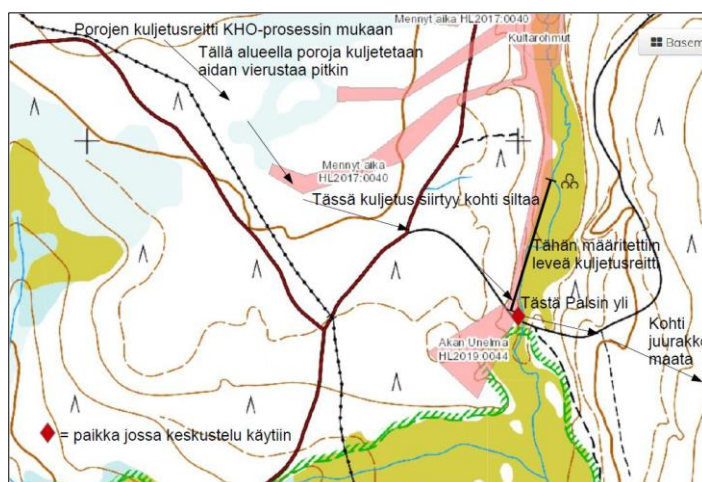 Porojen kuljetusreitti KHO-prosessin mukaan
Mennyt aika HL2017:0040
Kultarohmut
Basem
Tällä alueella poroja kuljetetaan
aidan vierustaa pitkin
Mennyt aika
HL2017:0040
Tässä kuljetus siirtyy kohti siltaa
Tähän määritettiin
leveä kuljetusreitti
Tästä Palsin yli
Akan Unelma
HL2019:0044
Kohti
juurakko
maata
= paikka jossa keskustelu käytiin